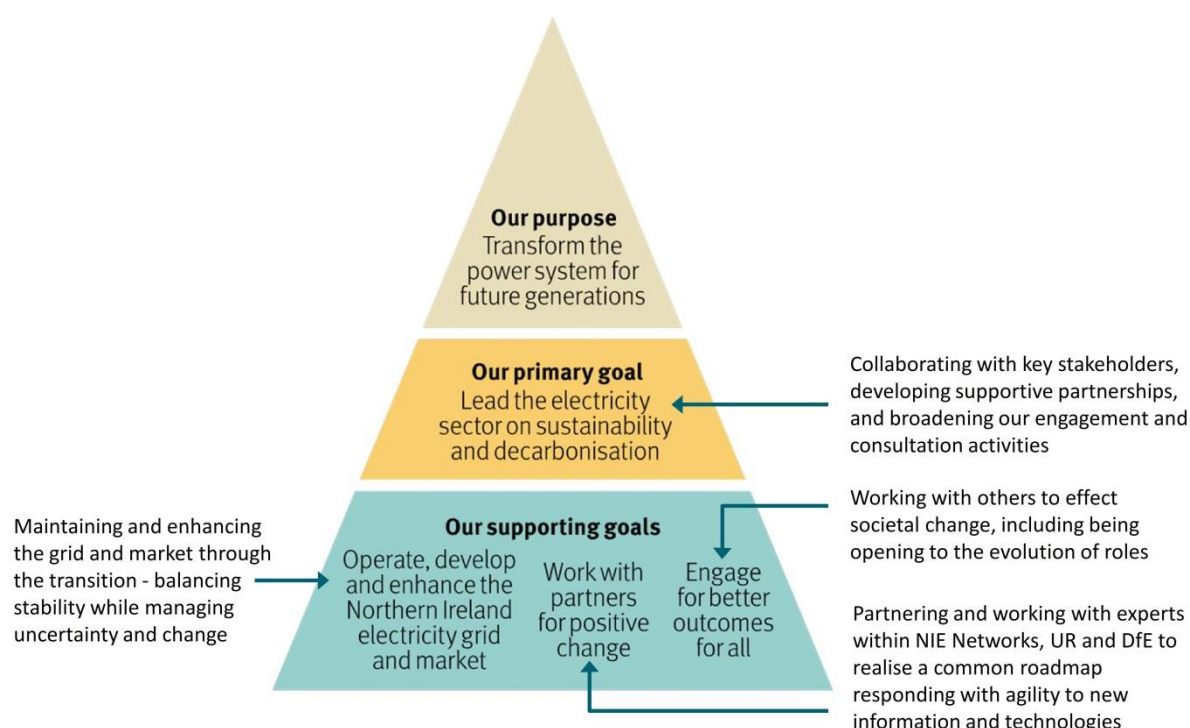 Our purpose
Transform the
power system for
future generations
Our primary goal
Lead the electricity
sector on sustainability
and decarbonisation
Collaborating with key stakeholders,
developing supportive partnerships,
and broadening our engagement and
consultation activities
Our supporting goals
Operate, develop
and enhance the
Northern Ireland
electricity grid
and market
Work with
partners
for positive
change
Engage
for better
outcomes
for all
Maintaining and enhancing
the grid and market through
the transition - balancing
stability while managing
uncertainty and change
Working with others to effect
societal change, including being
opening to the evolution of roles
Partnering and working with experts
within NIE Networks, UR and DfE to
realise a common roadmap
responding with agility to new
information and technologies